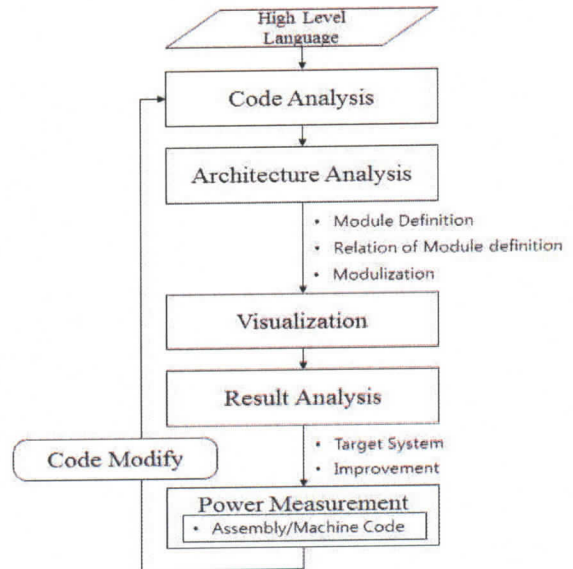 High Level
Language
Code Analysis
Architecture Analysis
• Module Definition
• Relation of Module definition
• Modulization
Visualization
Result Analysis
• Target System
• Improvement
Code Modify
Power Measurement
• Assembly/Machine Code